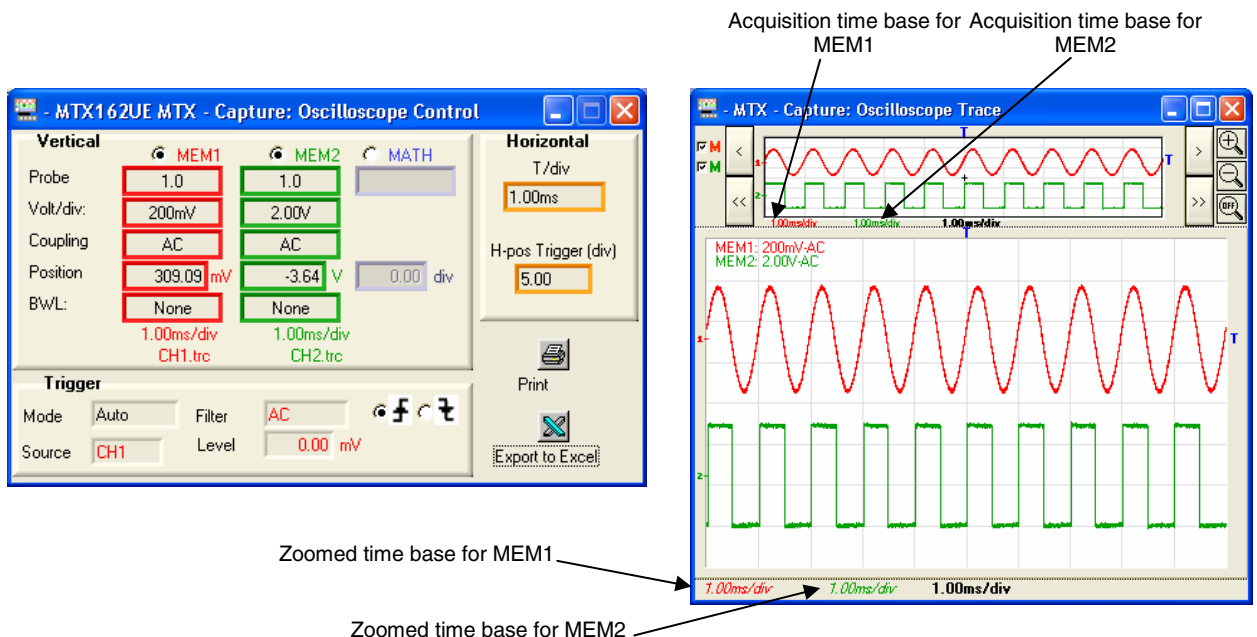 Acquisition time base for MEM1
Acquisition time base for MEM2
- MTX162UE MTX - Capture: Oscilloscope Control
Vertical
MEM1 MEM2 MATH
Probe 1.0 1.0
Volt/div: 200mV 2.00V
Coupling AC AC
Position 309.09 mV -3.64 V 0.00 div
BWL: None None
1.00ms/div 1.00ms/div
CH1.trc CH2.trc
Horizontal
T/div
1.00ms
H-pos Trigger (div)
5.00
Print
Export to Excel
Trigger
Mode Auto Filter AC
Source CH1 Level 0.00 mV
- MTX - Capture: Oscilloscope Trace
M
M
< > << >> OFF
T
1-
T
2-
1.00ms/div 1.00ms/div 1.00ms/div
T
MEM1: 200mV-AC
MEM2: 2.00V-AC
1-
T
2-
1.00ms/div 1.00ms/div 1.00ms/div
Zoomed time base for MEM1
Zoomed time base for MEM2